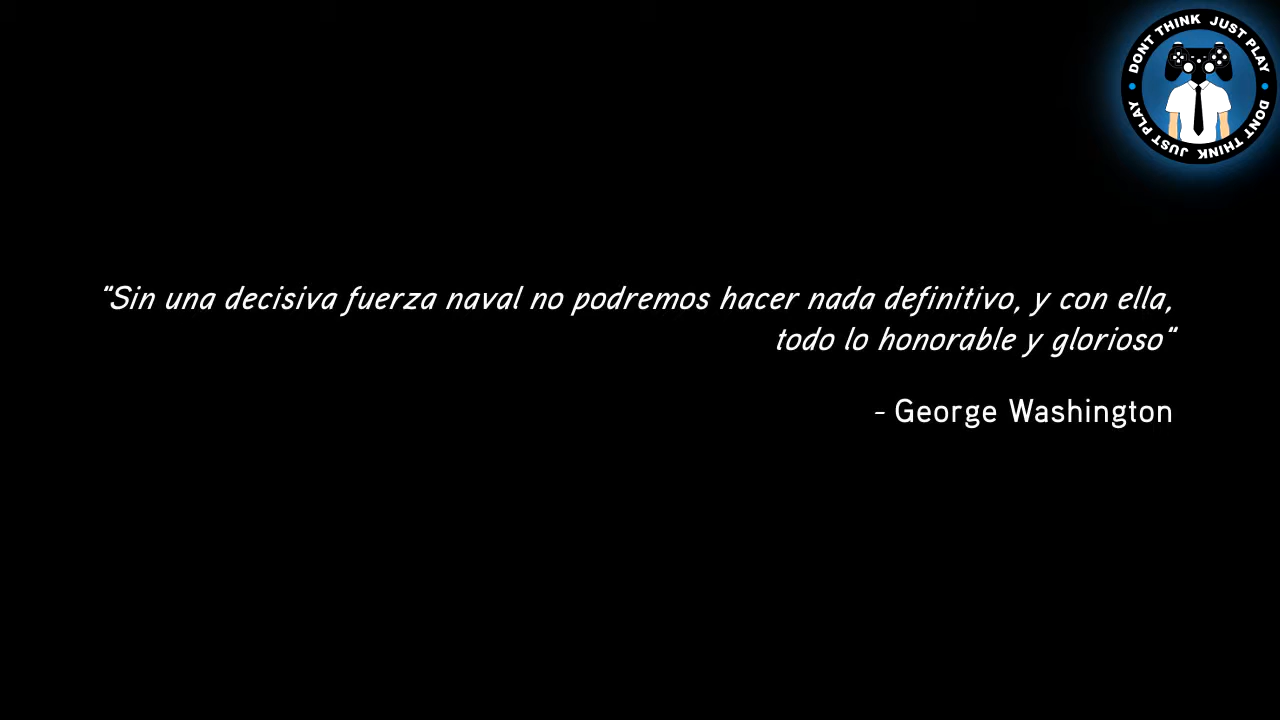 DONT THINK JUST PLAY
DONT THINK JUST PLAY
"Sin una decisiva fuerza naval no podremos hacer nada definitivo, y con ella,
todo lo honorable y glorioso"
- George Washington